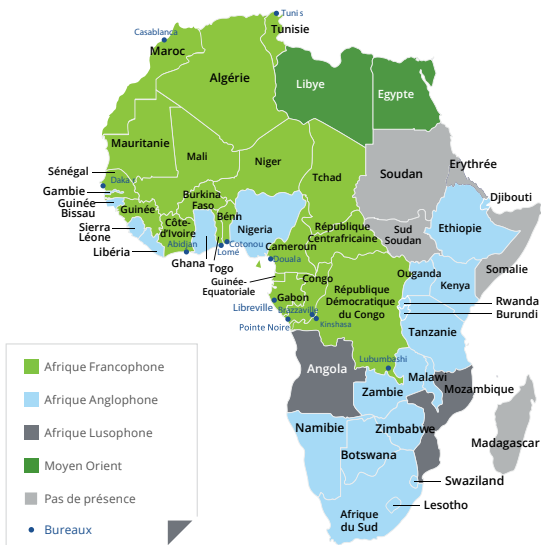 Tunis
Casablanca
Tunisie
Maroc
Algérie
Libye
Egypte
Mauritanie
Mali
Niger
Tchad
Soudan
Erythrée
Sénégal
Dakar
Gambie
Guinée
Bissau
Guinée
Burkina
Faso
Bénin
Djibouti
Sierra
Léone
Côte-
d'Ivoire
Nigeria
République
Centrafricaine
Sud
Soudan
Ethiopie
Libéria
Abidjan
Cotonou
Lomé
Cameroun
Ghana
Togo
Douala
Somalie
Guinée-
Equatoriale
Congo
Ouganda
Kenya
Gabon
République
Démocratique
du Congo
Libreville
Brazzaville
Kinshasa
Pointe Noire
Rwanda
Burundi
Tanzanie
Lubumbashi
Angola
Malawi
Mozambique
Zambie
Namibie
Zimbabwe
Madagascar
Botswana
Swaziland
Lesotho
Afrique
du Sud
Afrique Francophone
Afrique Anglophone
Afrique Lusophone
Moyen Orient
Pas de présence
Bureaux